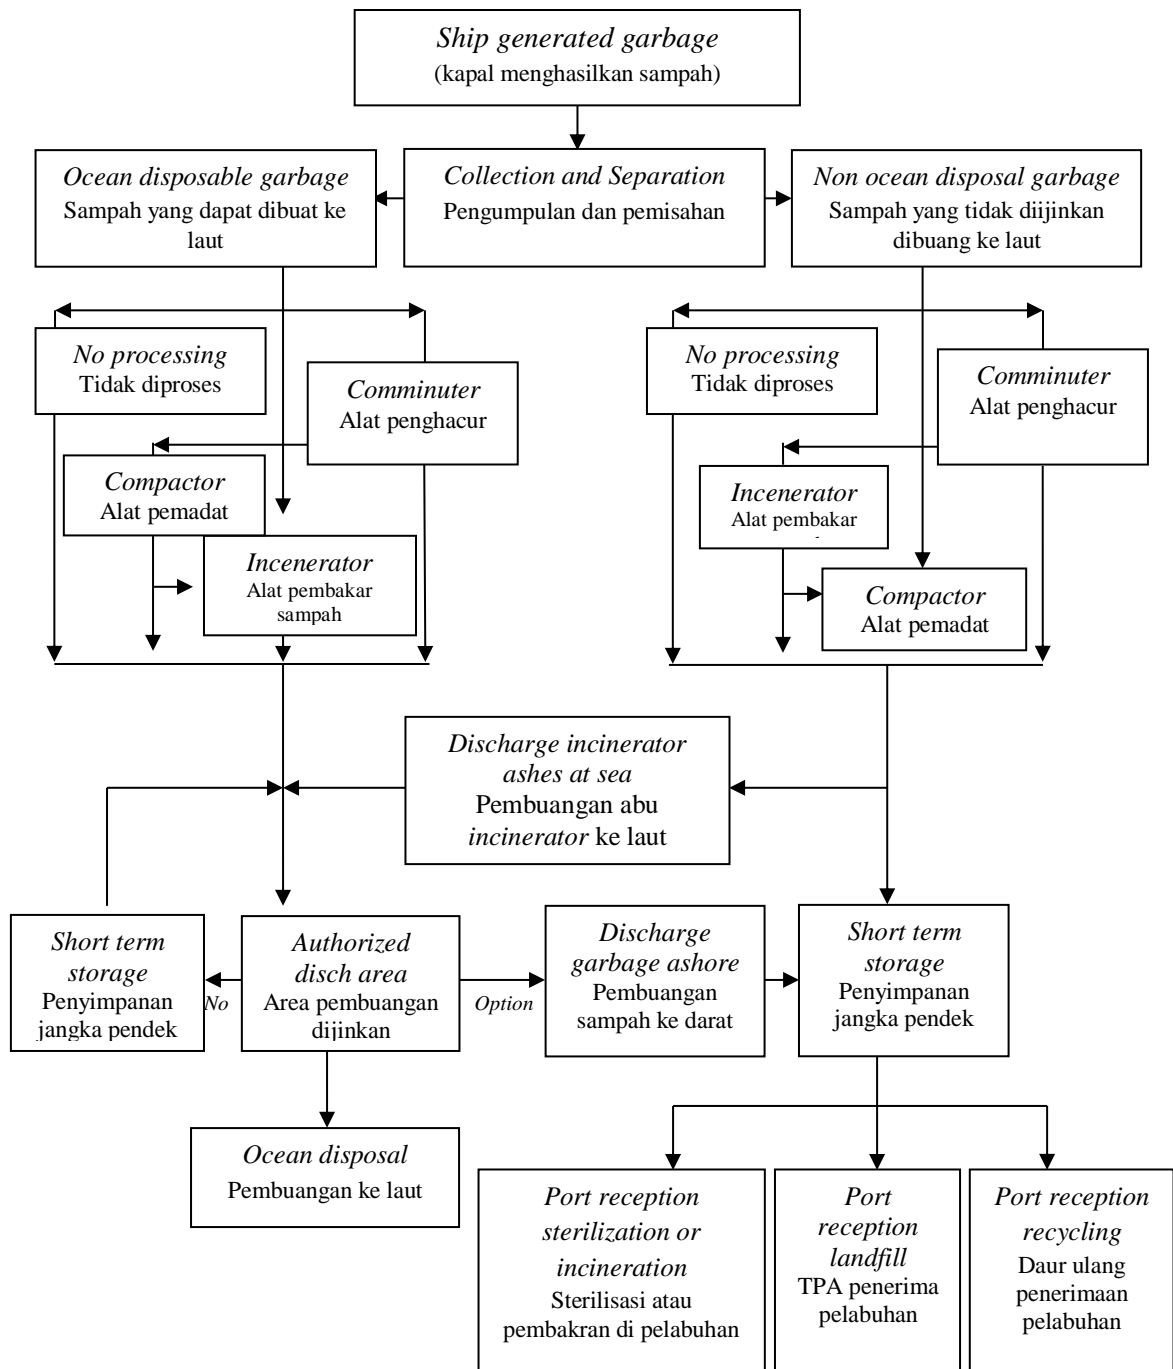 Ship generated garbage
(kapal menghasilkan sampah)
Ocean disposable garbage
Sampah yang dapat dibuat ke
laut
Collection and Separation
Pengumpulan dan pemisahan
Non ocean disposal garbage
Sampah yang tidak diijinkan
dibuang ke laut
No processing
Tidak diproses
Comminuter
Alat penghacur
Compactor
Alat pemadat
Incenerator
Alat pembakar
sampah
No processing
Tidak diproses
Comminuter
Alat penghacur
Incenerator
Alat pembakar
Compactor
Alat pemadat
Discharge incinerator
ashes at sea
Pembuangan abu
incinerator ke laut
Short term
storage
Penyimpanan
jangka pendek
No
Authorized
disch area
Area pembuangan
dijinkan
Option
Discharge
garbage ashore
Pembuangan
sampah ke darat
Short term
storage
Penyimpanan
jangka pendek
Ocean disposal
Pembuangan ke laut
Port reception
sterilization or
incineration
Sterilisasi atau
pembakran di pelabuhan
Port
reception
landfill
TPA penerima
pelabuhan
Port reception
recycling
Daur ulang
penerimaan
pelabuhan